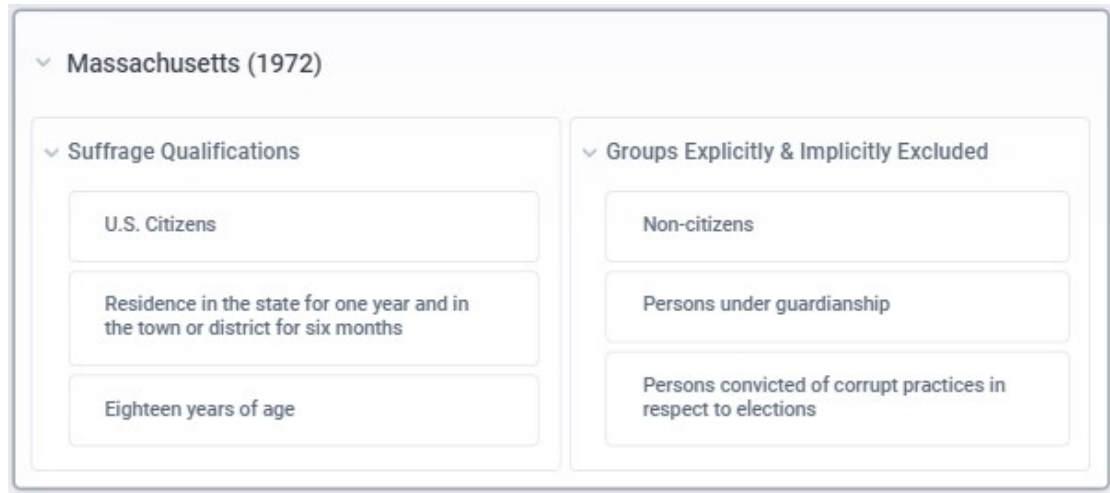 Massachusetts (1972)
Suffrage Qualifications
U.S. Citizens
Residence in the state for one year and in
the town or district for six months
Eighteen years of age
Groups Explicitly & Implicitly Excluded
Non-citizens
Persons under guardianship
Persons convicted of corrupt practices in
respect to elections